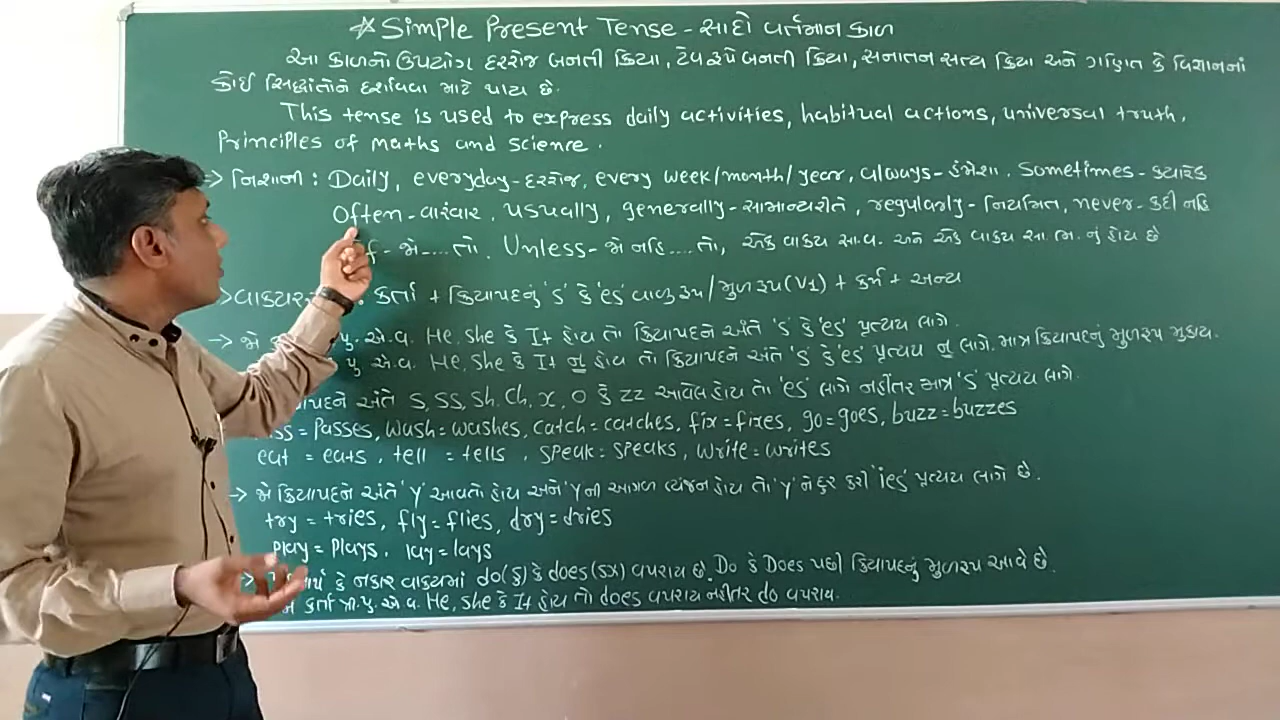 * Simple Present Tense - સાદો વર્તમાન કાળ
આ કાળનો ઉપયોગ દરરોજ બનતી ક્રિયા, ટેવરૂપે બનતી ક્રિયા, સનાતન સત્ય ક્રિયા અને ગણિત કે વિજ્ઞાનનાં
કોઈ સિદ્ધાંતોને દર્શાવવા માટે થાય છે.
This tense is used to express daily activities, habitual actions, universal truth,
Principles of maths and science.
→ નિશાની : Daily, everyday - દરરોજ, every week/month/year, always - હંમેશા, Sometimes - ક્યારેક
Often - વારંવાર, usually, generally - સામાન્યરીતે, regularly - નિયમિત, never - કદી નહિ
- જો.... તો. Unless - જો નહિ.... તો, એક વાક્ય સા.વ. અને એક વાક્ય સા.ભ. નું હોય છે
→ કર્તા + ક્રિયાપદનું 's' કે 'es' વાળુ રૂપ/મુળરૂપ(V1) + કર્મ + અન્ય
→ જો પુ. એ.વ. He, she કે It હોય તો ક્રિયાપદને અંતે 's' કે 'es' પ્રત્યય લાગે.
પુ એ.વ. He, she કે It ન હોય તો ક્રિયાપદને અંતે 's' કે 'es' પ્રત્યય ન લાગે. માત્ર ક્રિયાપદનું મુળરૂપ મુકાય.
અંતે s, ss, sh, ch, x, o કે zz આવેલ હોય તો 'es' લાગે નહીંતર માત્ર 's' પ્રત્યય લાગે.
= Passes, wash = washes, catch = catches, fix = fixes, go = goes, buzz = buzzes
eat = eats, tell = tells, speak = speaks, write = writes
→ જો ક્રિયાપદને અંતે 'y' આવતો હોય અને 'y' ની આગળ વ્યંજન હોય તો 'y' ને દુર કરી 'ies' પ્રત્યય લાગે છે.
try = tries, fly = flies, dry = dries
play = plays, lay = lays
→ કે નકાર વાક્યમાં do(ડુ) કે does(ડઝ) વપરાય છે. Do કે Does પછી ક્રિયાપદનું મુળરૂપ આવે છે.
કર્તા ત્રી.પુ.એ.વ. He, she કે It હોય તો does વપરાય નહીંતર do વપરાય.